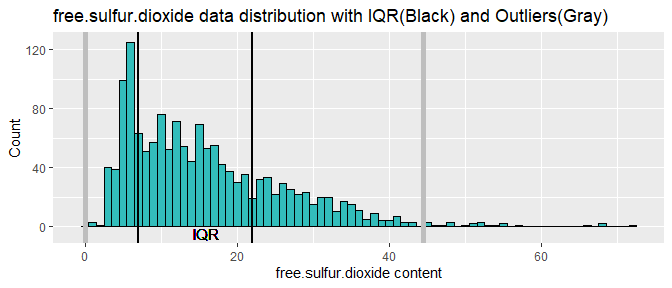 free.sulfur.dioxide data distribution with IQR(Black) and Outliers(Gray)
120
80
40
0
Count
IQR
0 20 40 60
free.sulfur.dioxide content